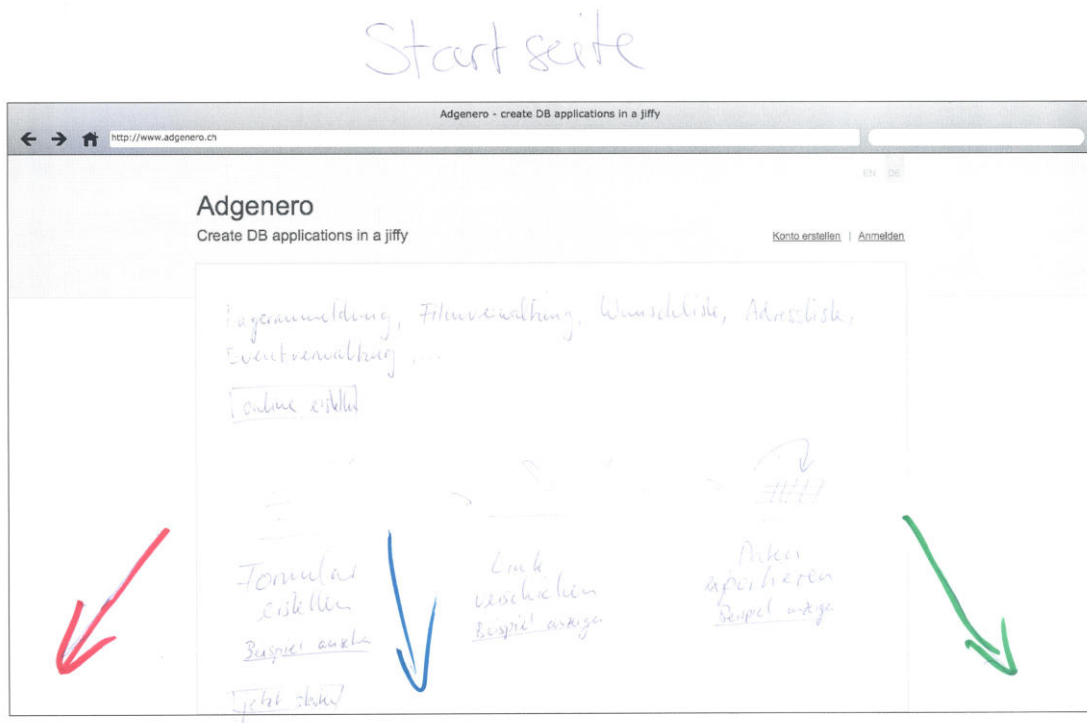 Startseite
Adgenero - create DB applications in a jiffy
http://www.adgenero.ch
EN DE
Adgenero
Create DB applications in a jiffy
Konto erstellen | Anmelden
Lageranmeldung, Filmverwaltung, Wunschliste, Adressliste,
Eventverwaltung, ...
online erstellen
Formular
erstellen
Link
verschicken
Daten
exportieren
Beispiel anzeigen
Beispiel anzeigen
Beispiel anzeigen
jetzt starten